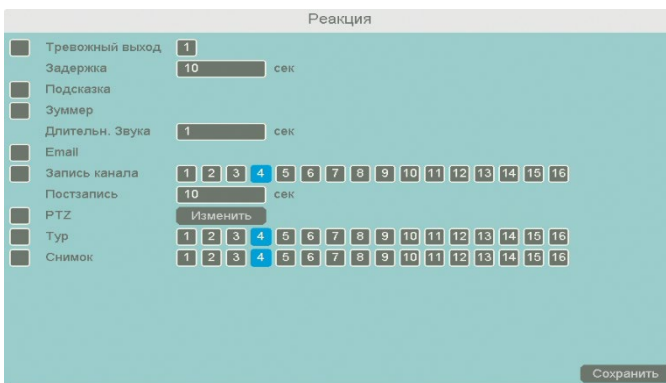 Реакция
Тревожный выход 1
Задержка 10 сек
Подсказка
Зуммер
Длительн. Звука 1 сек
Email
Запись канала 1 2 3 4 5 6 7 8 9 10 11 12 13 14 15 16
Постзапись 10 сек
PTZ Изменить
Тур 1 2 3 4 5 6 7 8 9 10 11 12 13 14 15 16
Снимок 1 2 3 4 5 6 7 8 9 10 11 12 13 14 15 16
Сохранить